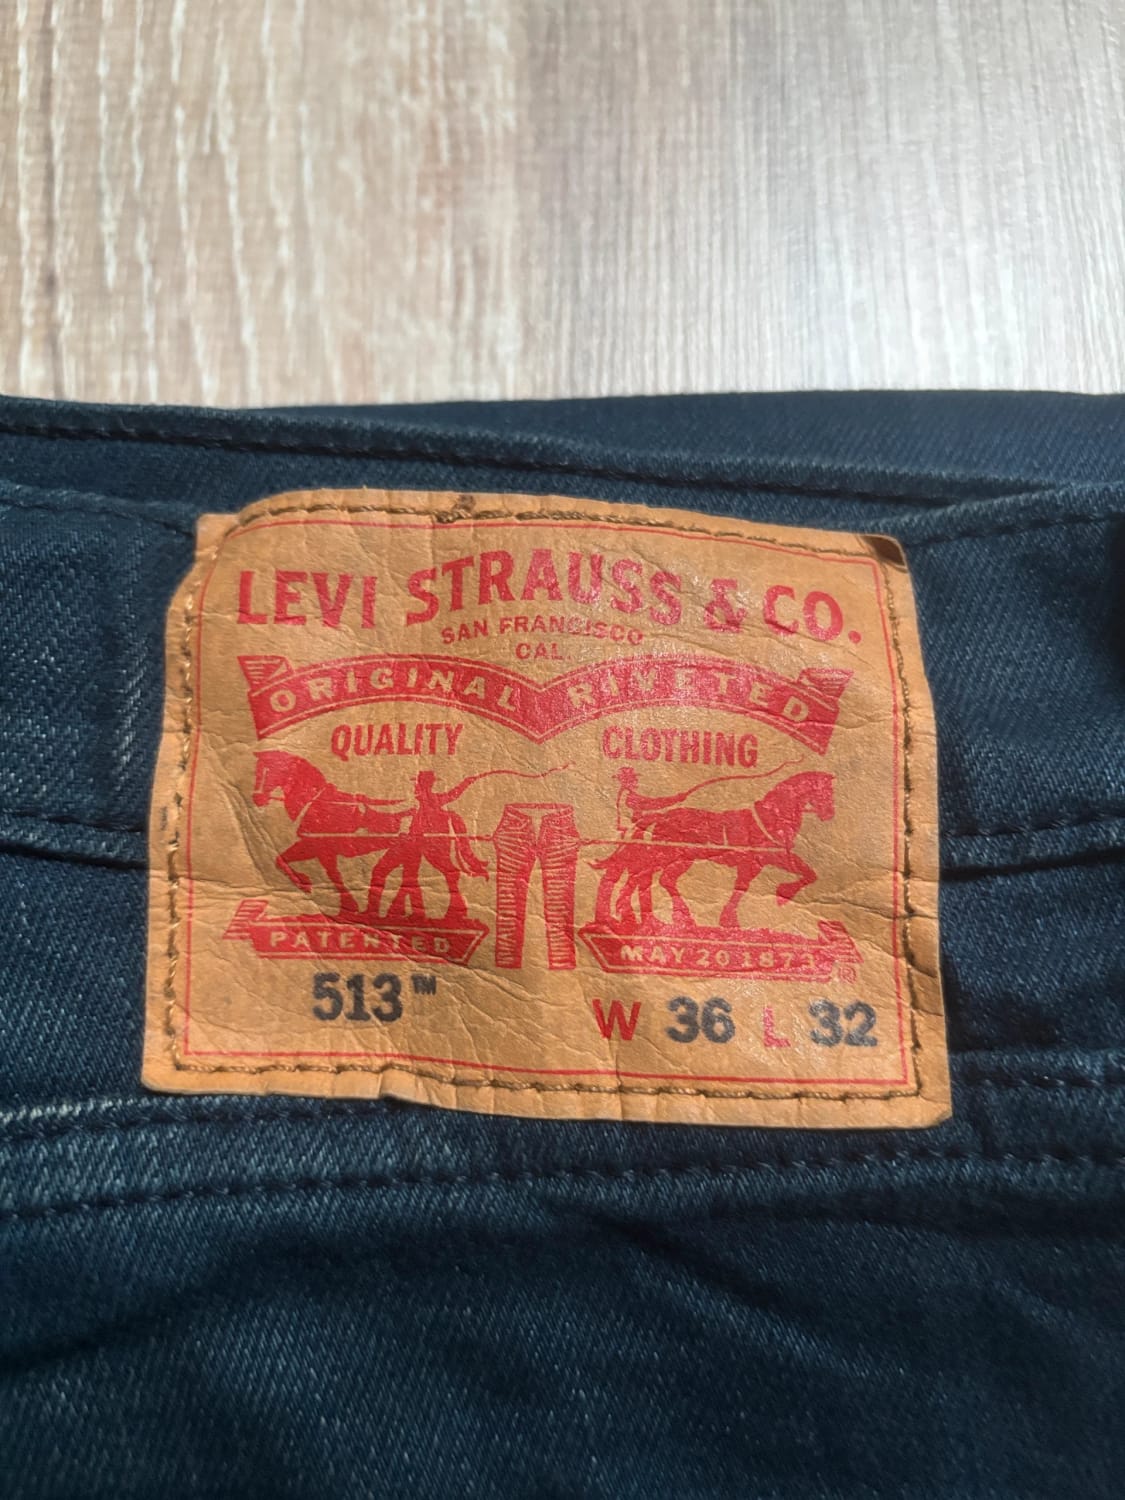 LEVI STRAUSS & CO.
SAN FRANCISCO
CAL.
ORIGINAL RIVETED
QUALITY CLOTHING
PATENTED MAY 20 1873 ®
513™ W 36 L 32